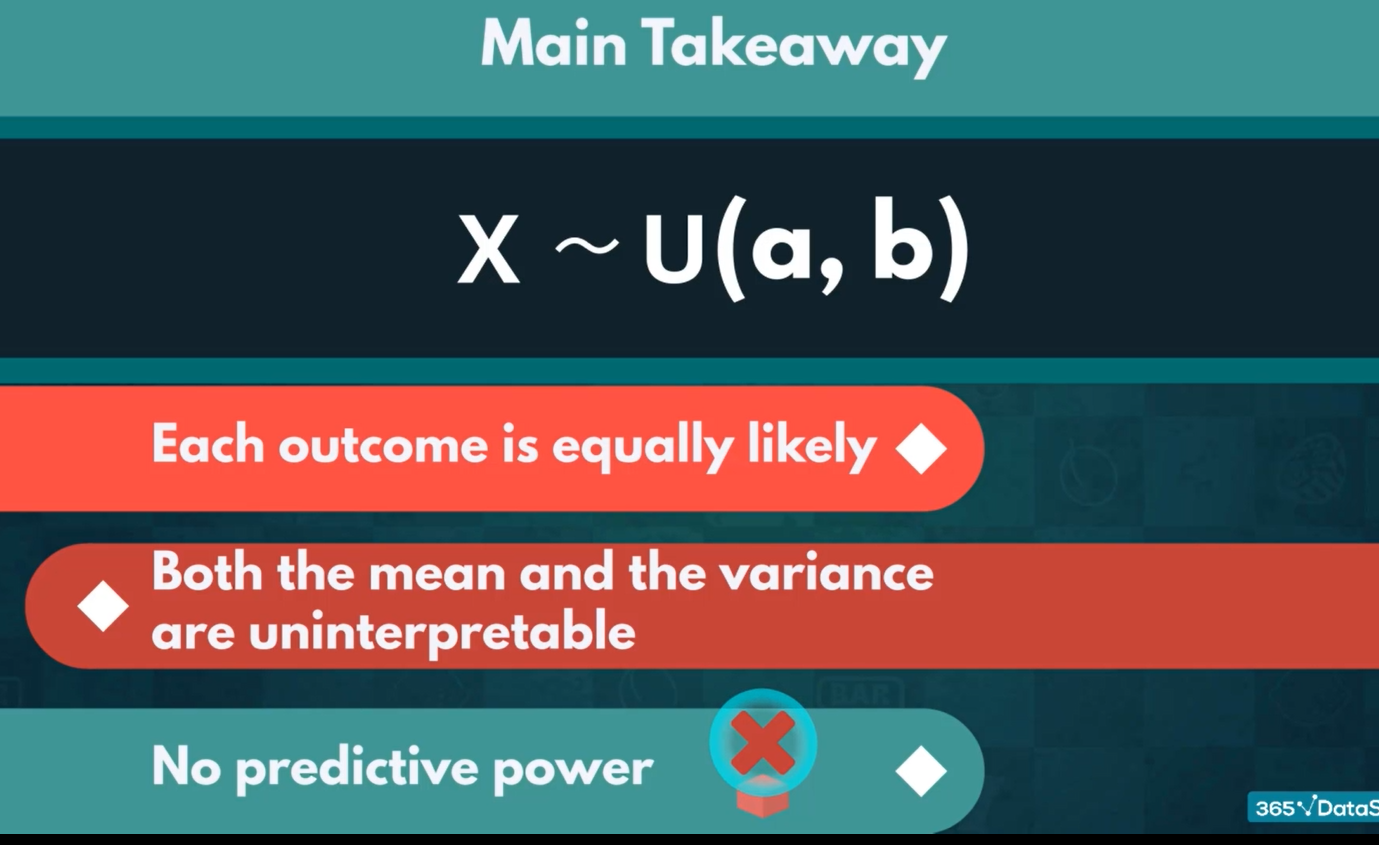 Main Takeaway
X ~ U(a, b)
Each outcome is equally likely
Both the mean and the variance
are uninterpretable
No predictive power
365 DataS